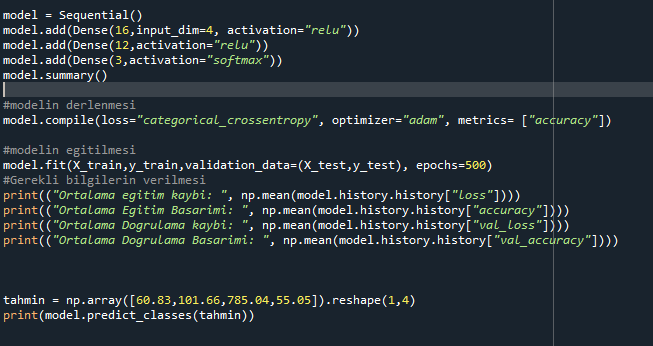 model = Sequential()
model.add(Dense(16,input_dim=4, activation="relu"))
model.add(Dense(12,activation="relu"))
model.add(Dense(3,activation="softmax"))
model.summary()
#modelin derlenmesi
model.compile(loss="categorical_crossentropy", optimizer="adam", metrics= ["accuracy"])
#modelin egitilmesi
model.fit(X_train,y_train,validation_data=(X_test,y_test), epochs=500)
#Gerekli bilgilerin verilmesi
print(("Ortalama egitim kaybi: ", np.mean(model.history.history["loss"])))
print(("Ortalama Egitim Basarimi: ", np.mean(model.history.history["accuracy"])))
print(("Ortalama Dogrulama kaybi: ", np.mean(model.history.history["val_loss"])))
print(("Ortalama Dogrulama Basarimi: ", np.mean(model.history.history["val_accuracy"])))
tahmin = np.array([60.83,101.66,785.04,55.05]).reshape(1,4)
print(model.predict_classes(tahmin))